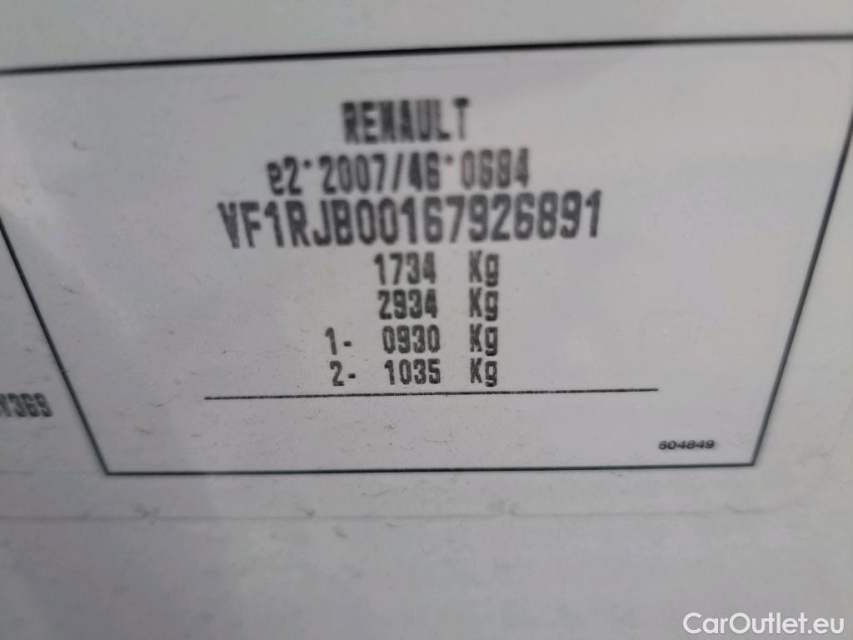 RENAULT
e2*2007/46*0684
VF1RJB00167926891
1734 Kg
2934 Kg
1- 0930 Kg
2- 1035 Kg
604849
CarOutlet.eu